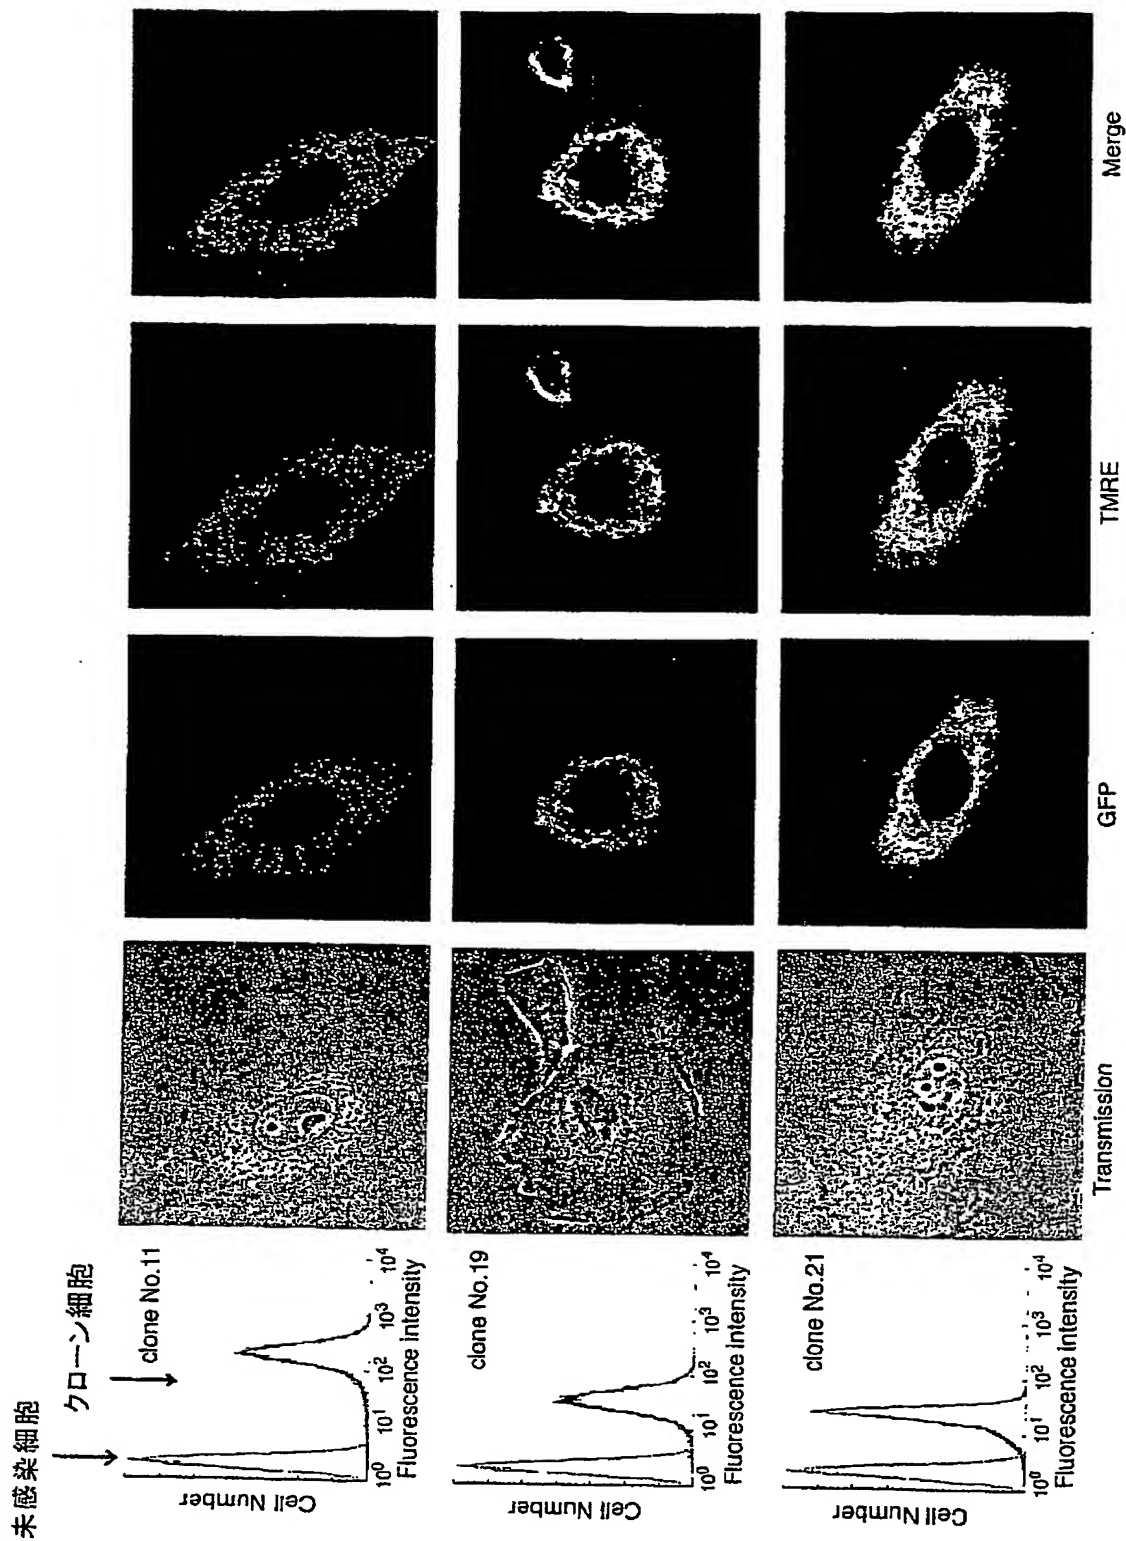 未感染細胞
クローン細胞
clone No.11
Cell Number
10⁰ 10¹ 10² 10³ 10⁴
Fluorescence intensity
clone No.19
Cell Number
10⁰ 10¹ 10² 10³ 10⁴
Fluorescence intensity
clone No.21
Cell Number
10⁰ 10¹ 10² 10³ 10⁴
Fluorescence intensity
Transmission
GFP
TMRE
Merge